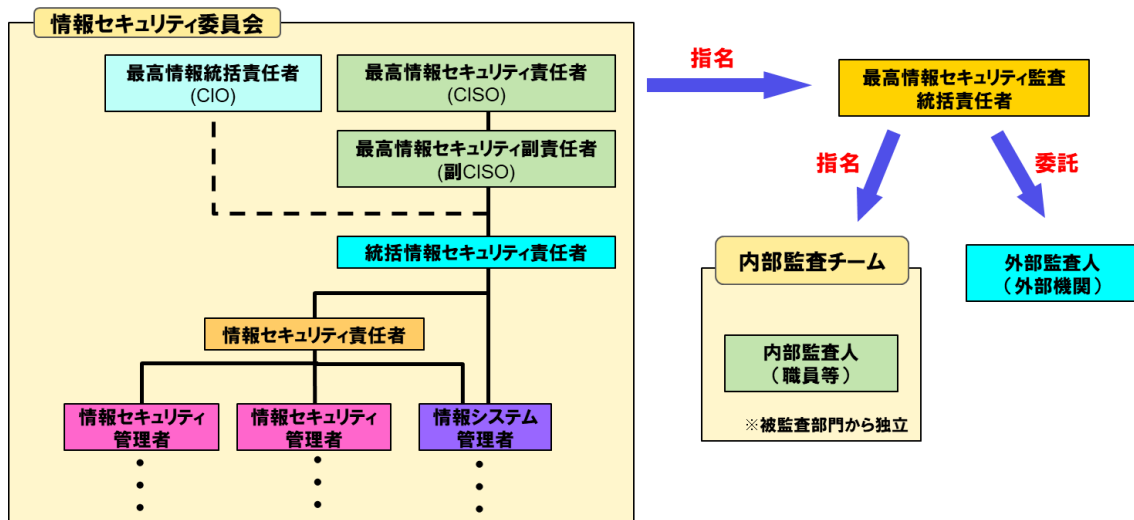 情報セキュリティ委員会
最高情報統括責任者
(CIO)
最高情報セキュリティ責任者
(CISO)
最高情報セキュリティ副責任者
(副CISO)
統括情報セキュリティ責任者
情報セキュリティ責任者
情報セキュリティ
管理者
情報セキュリティ
管理者
情報システム
管理者
指名
最高情報セキュリティ監査
統括責任者
指名
委託
内部監査チーム
内部監査人
（職員等）
※被監査部門から独立
外部監査人
（外部機関）